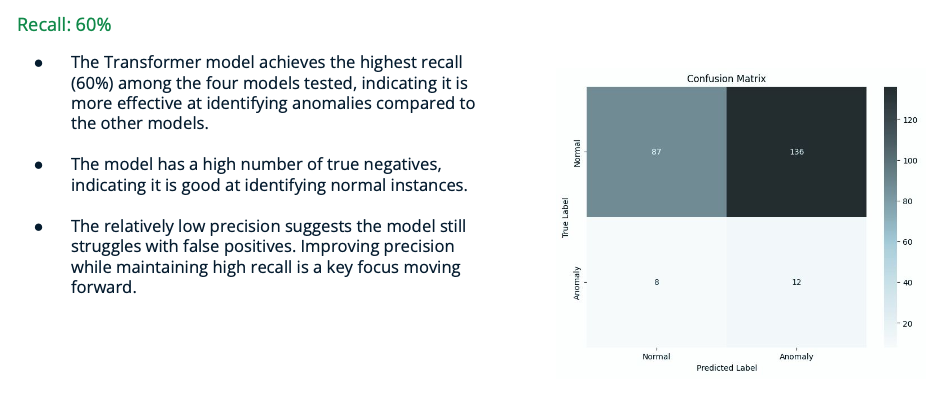 Recall: 60%
● The Transformer model achieves the highest recall
(60%) among the four models tested, indicating it is
more effective at identifying anomalies compared to
the other models.
● The model has a high number of true negatives,
indicating it is good at identifying normal instances.
● The relatively low precision suggests the model still
struggles with false positives. Improving precision
while maintaining high recall is a key focus moving
forward.
Confusion Matrix
True Label
Normal
87
136
Anomaly
8
12
Normal
Anomaly
Predicted Label
120
100
80
60
40
20